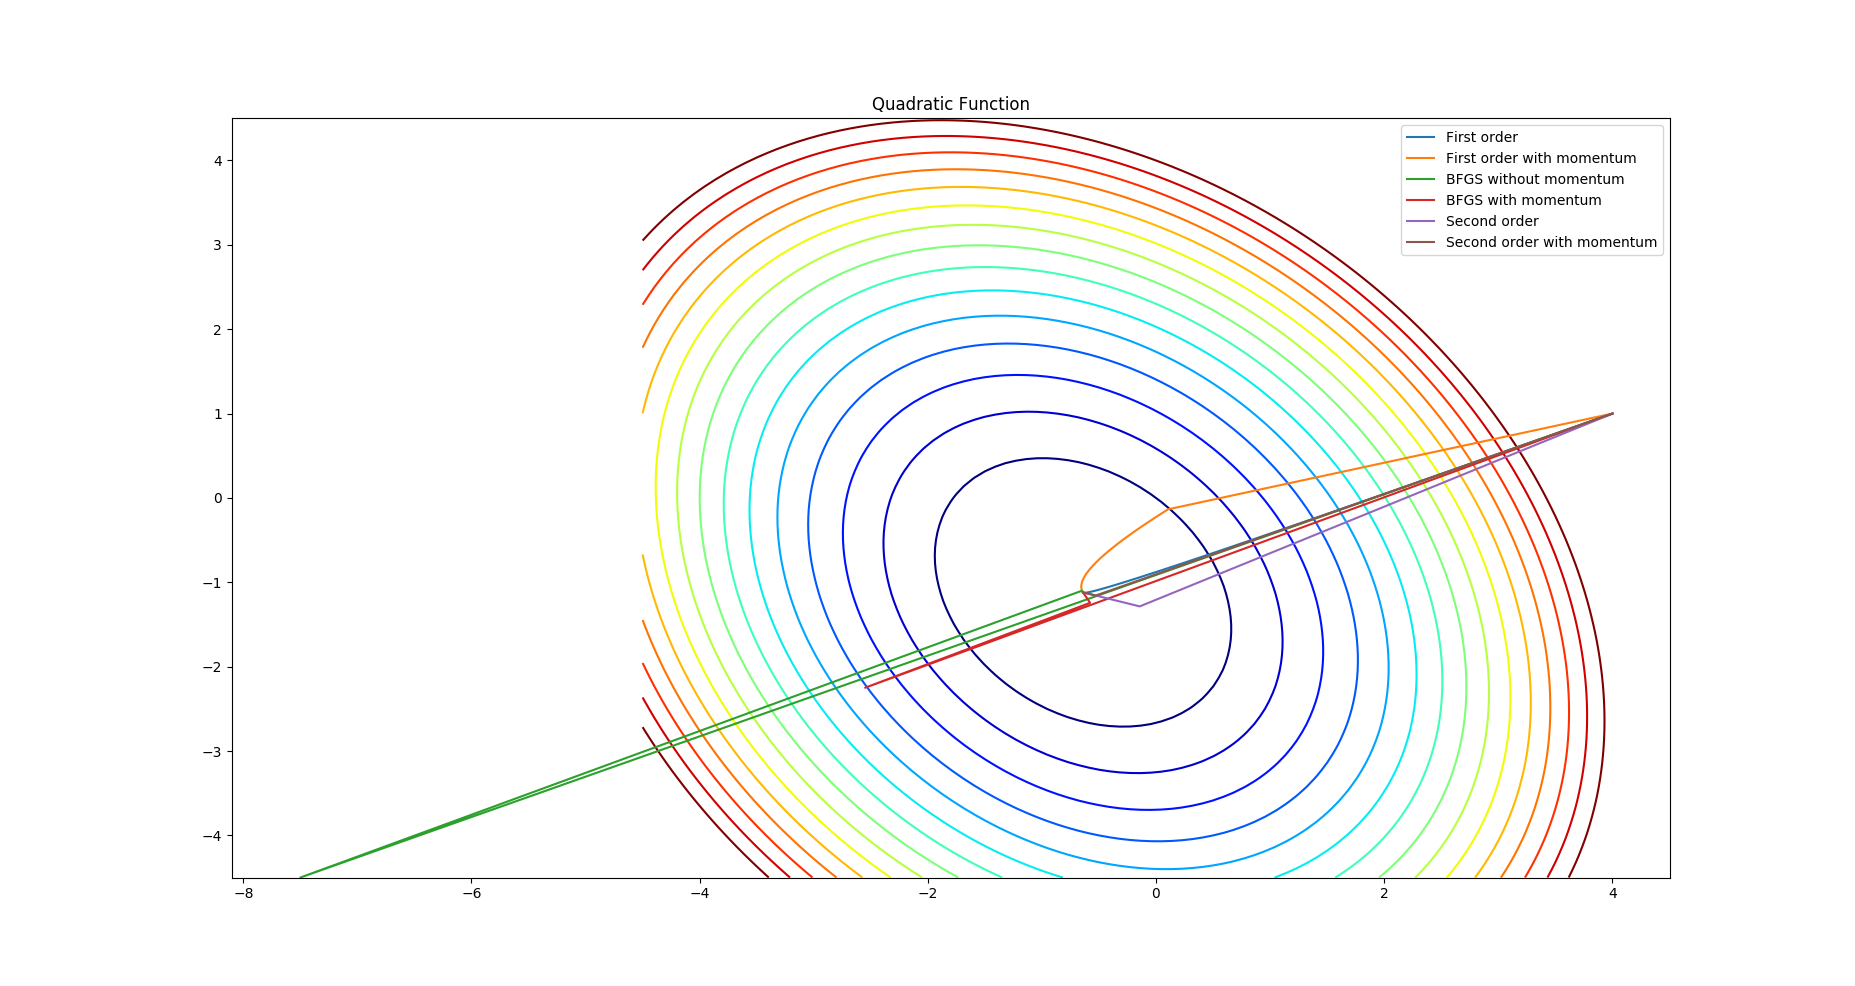 Quadratic Function
First order
First order with momentum
BFGS without momentum
BFGS with momentum
Second order
Second order with momentum
4
3
2
1
0
−1
−2
−3
−4
−8
−6
−4
−2
0
2
4